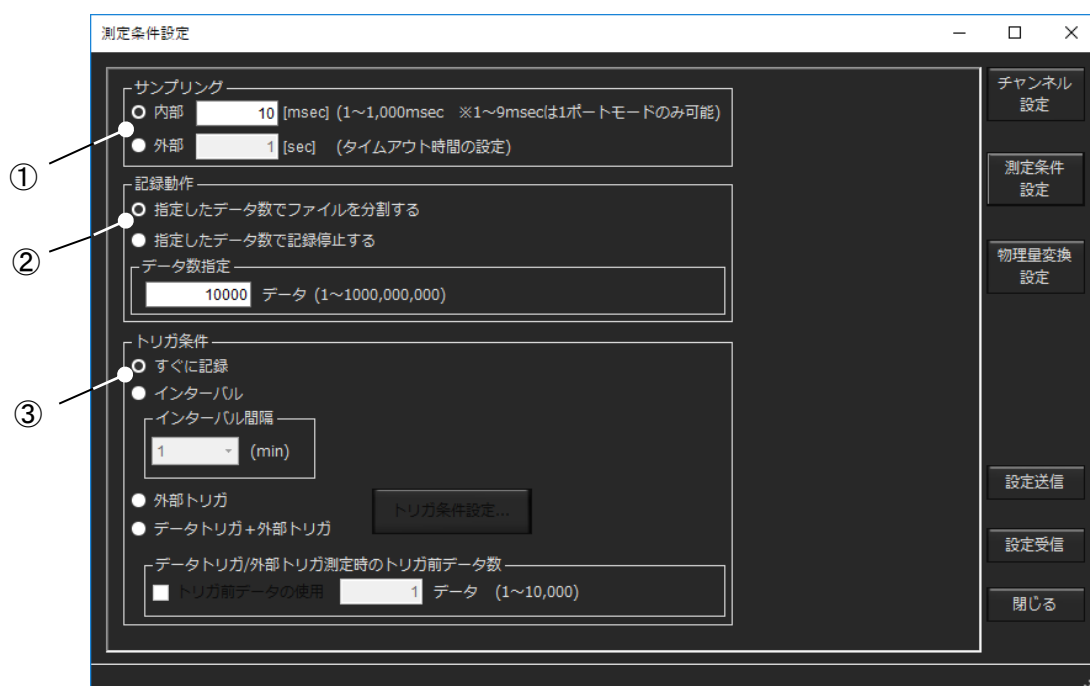 測定条件設定
サンプリング
① 内部 10 [msec] (1～1,000msec ※1～9msecは1ポートモードのみ可能)
外部 1 [sec] (タイムアウト時間の設定)
記録動作
② 指定したデータ数でファイルを分割する
指定したデータ数で記録停止する
データ数指定
10000 データ (1～1000,000,000)
トリガ条件
③ すぐに記録
インターバル
インターバル間隔
1 (min)
外部トリガ
トリガ条件設定...
データトリガ+外部トリガ
データトリガ/外部トリガ測定時のトリガ前データ数
トリガ前データの使用 1 データ (1～10,000)
チャンネル
設定
測定条件
設定
物理量変換
設定
設定送信
設定受信
閉じる